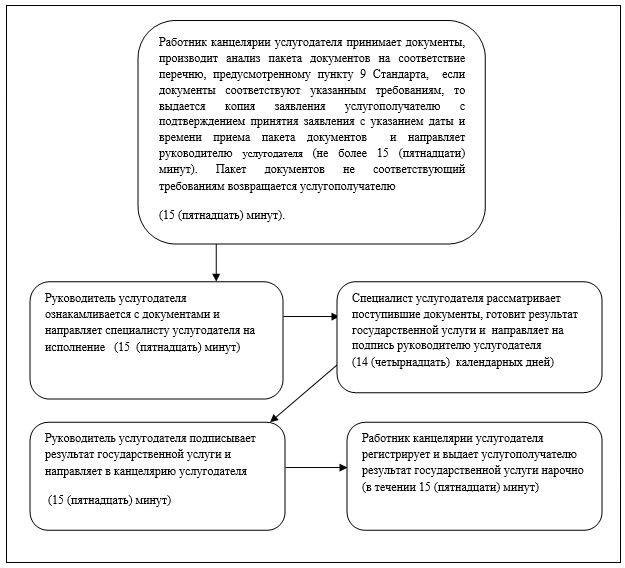 Работник канцелярии услугодателя принимает документы,
производит анализ пакета документов на соответствие
перечню, предусмотренному пункту 9 Стандарта, если
документы соответствуют указанным требованиям, то
выдается копия заявления услугополучателю с
подтверждением принятия заявления с указанием даты и
времени приема пакета документов и направляет
руководителю услугодателя (не более 15 (пятнадцати)
минут). Пакет документов не соответствующий
требованиям возвращается услугополучателю
(15 (пятнадцать) минут).
Руководитель услугодателя
ознакамливается с документами и
направляет специалисту услугодателя на
исполнение (15 (пятнадцать) минут)
Специалист услугодателя рассматривает
поступившие документы, готовит результат
государственной услуги и направляет на
подпись руководителю услугодателя
(14 (четырнадцать) календарных дней)
Руководитель услугодателя подписывает
результат государственной услуги и
направляет в канцелярию услугодателя
(15 (пятнадцать) минут)
Работник канцелярии услугодателя
регистрирует и выдает услугополучателю
результат государственной услуги нарочно
(в течении 15 (пятнадцати) минут)